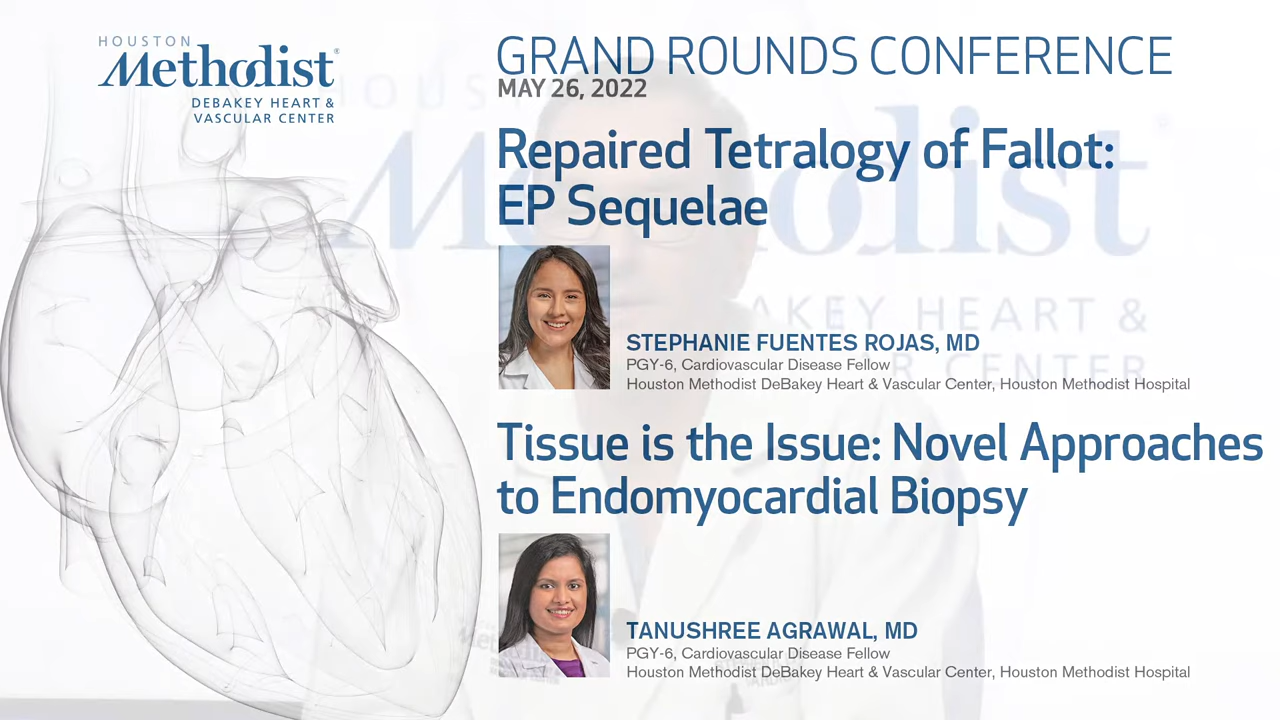 HOUSTON
Methodist®
DEBAKEY HEART &
VASCULAR CENTER
GRAND ROUNDS CONFERENCE
MAY 26, 2022
Repaired Tetralogy of Fallot:
EP Sequelae
STEPHANIE FUENTES ROJAS, MD
PGY-6, Cardiovascular Disease Fellow
Houston Methodist DeBakey Heart & Vascular Center, Houston Methodist Hospital
Tissue is the Issue: Novel Approaches
to Endomyocardial Biopsy
TANUSHREE AGRAWAL, MD
PGY-6, Cardiovascular Disease Fellow
Houston Methodist DeBakey Heart & Vascular Center, Houston Methodist Hospital